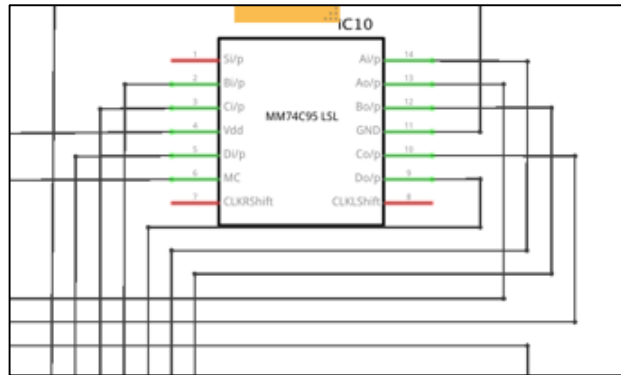 IC10
1 Si/p Ai/p 14
2 Bi/p Ao/p 13
3 Ci/p Bo/p 12
MM74C95 LSL
4 Vdd GND 11
5 Di/p Co/p 10
6 MC Do/p 9
7 CLKRShift CLKLShift 8